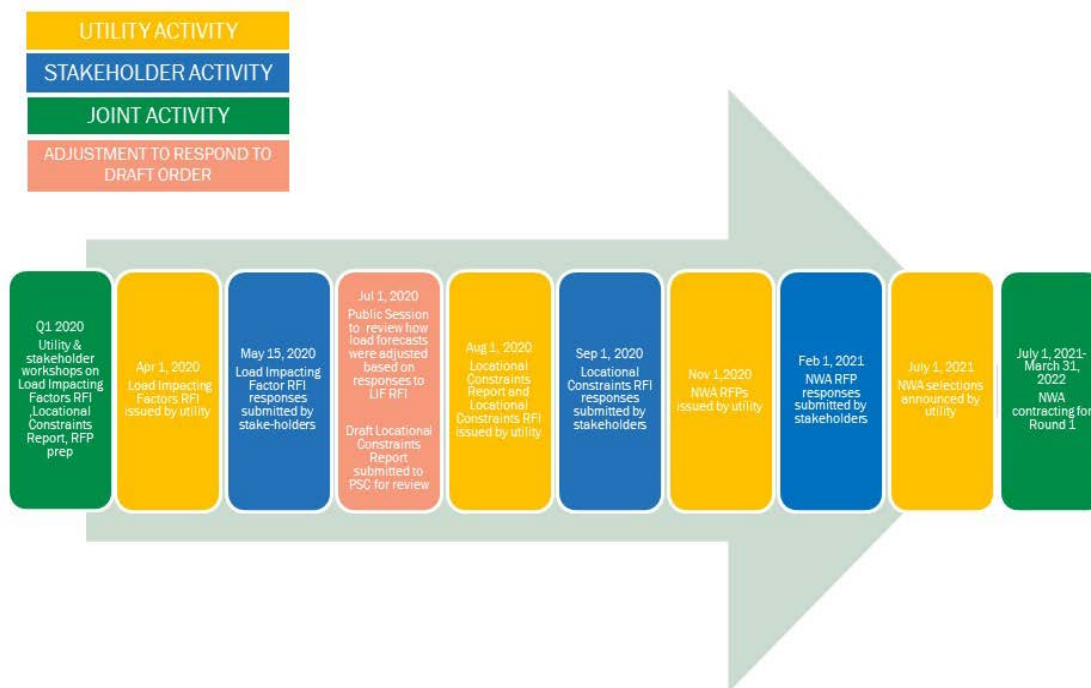 UTILITY ACTIVITY
STAKEHOLDER ACTIVITY
JOINT ACTIVITY
ADJUSTMENT TO RESPOND TO
DRAFT ORDER
Q1 2020
Utility &
stakeholder
workshops on
Load Impacting
Factors RFI
,Locational
Constraints
Report, RFP
prep
Apr 1, 2020
Load Impacting
Factors RFI
issued by utility
May 15, 2020
Load Impacting
Factor RFI
responses
submitted by
stake-holders
Jul 1, 2020
Public Session
to review how
load forecasts
were adjusted
based on
responses to
LIF RFI
Draft Locational
Constraints
Report
submitted to
PSC for review
Aug 1, 2020
Locational
Constraints
Report and
Locational
Constraints RFI
issued by utility
Sep 1, 2020
Locational
Constraints RFI
responses
submitted by
stakeholders
Nov 1,2020
NWA RFPs
issued by utility
Feb 1, 2021
NWA RFP
responses
submitted by
stakeholders
July 1, 2021
NWA selections
announced by
utility
July 1, 2021-
March 31,
2022
NWA
contracting for
Round 1